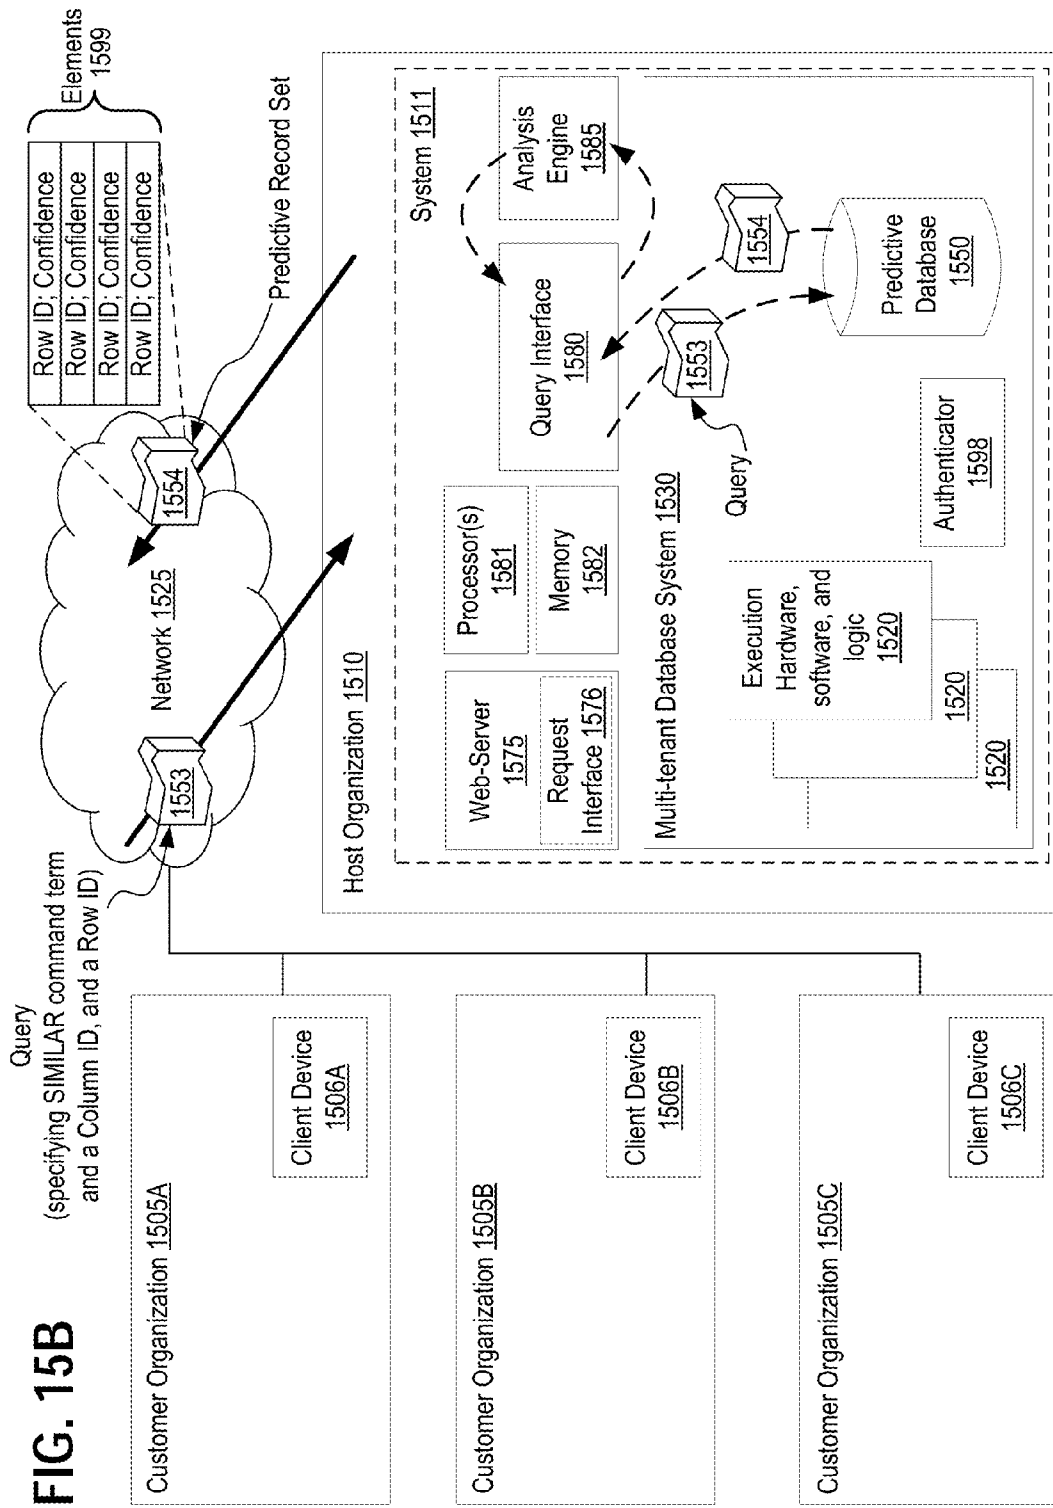 FIG. 15B
Query
(specifying SIMILAR command term
and a Column ID, and a Row ID)
1553
Network 1525
1554
Predictive Record Set
Elements
1599
Row ID; Confidence
Row ID; Confidence
Row ID; Confidence
Row ID; Confidence
Customer Organization 1505A
Client Device
1506A
Customer Organization 1505B
Client Device
1506B
Customer Organization 1505C
Client Device
1506C
Host Organization 1510
System 1511
Web-Server
1575
Request
Interface 1576
Processor(s)
1581
Memory
1582
Query Interface
1580
Analysis
Engine
1585
Multi-tenant Database System 1530
Query
1553
1554
Execution
Hardware,
software, and
logic
1520
1520
1520
Authenticator
1598
Predictive
Database
1550